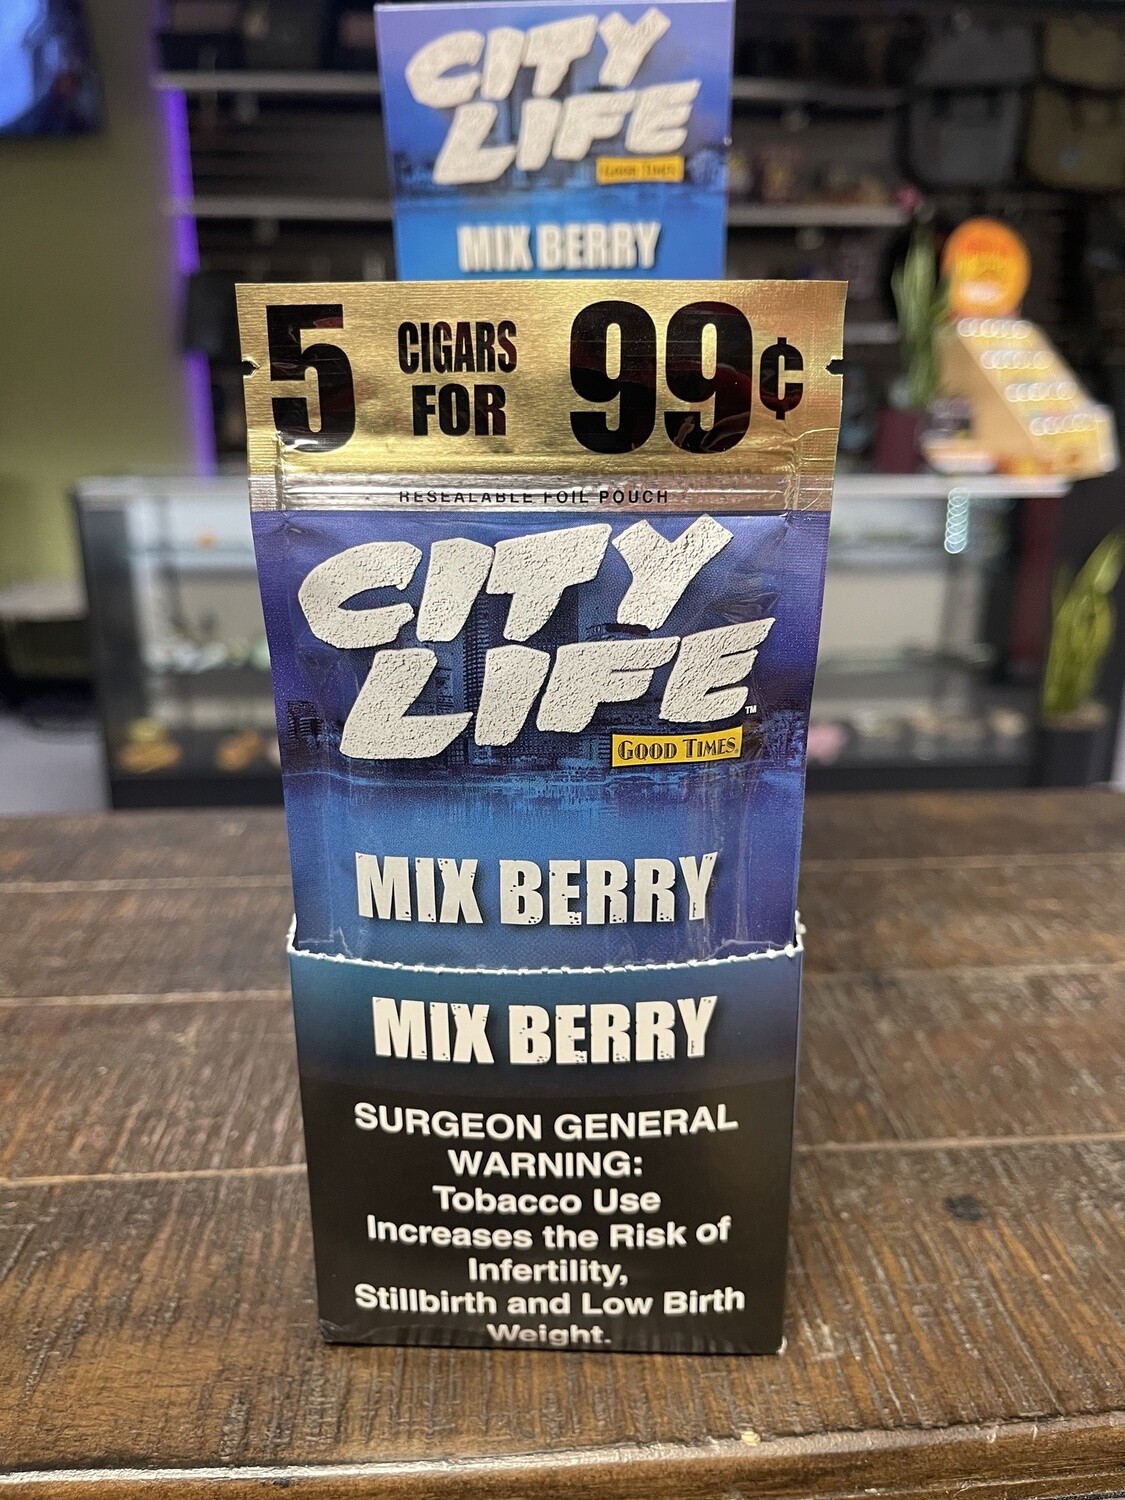 CITY
LIFE
GOOD TIMES
MIX BERRY
5 CIGARS FOR 99¢
RESEALABLE FOIL POUCH
CITY
LIFE™
GOOD TIMES
MIX BERRY
MIX BERRY
SURGEON GENERAL
WARNING:
Tobacco Use
Increases the Risk of
Infertility,
Stillbirth and Low Birth
Weight.